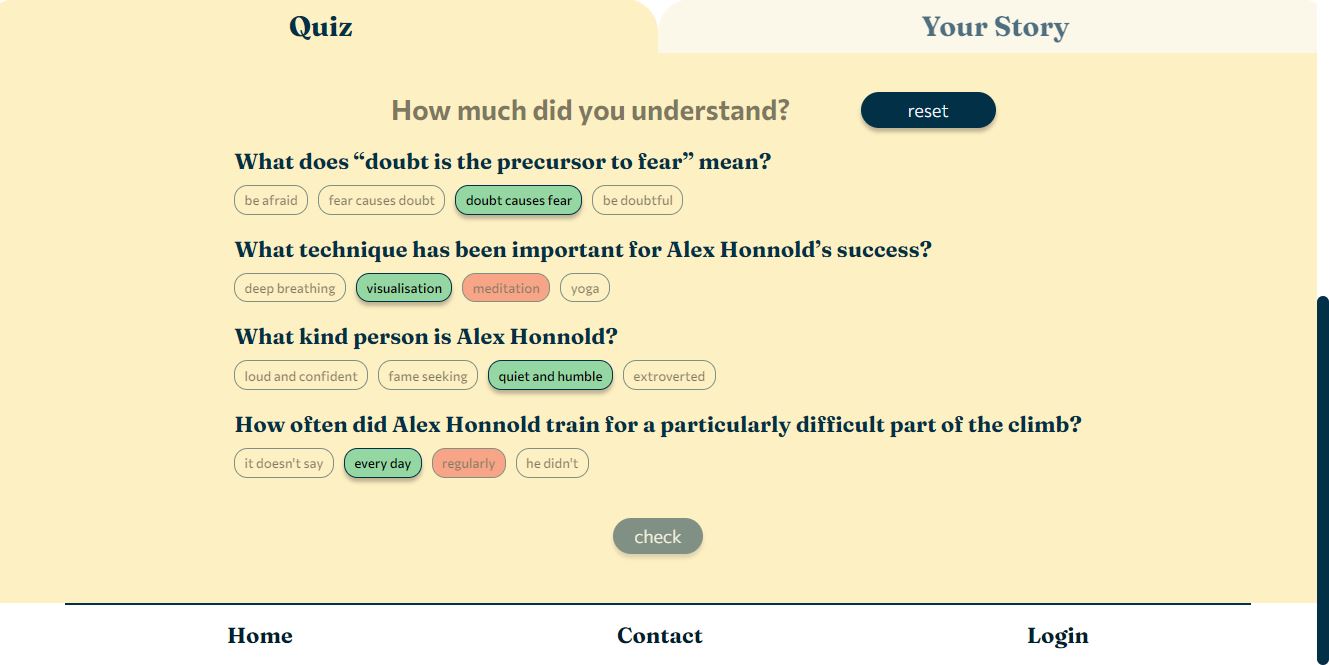 Quiz Your Story
How much did you understand? reset
What does “doubt is the precursor to fear” mean?
be afraid fear causes doubt doubt causes fear be doubtful
What technique has been important for Alex Honnold’s success?
deep breathing visualisation meditation yoga
What kind person is Alex Honnold?
loud and confident fame seeking quiet and humble extroverted
How often did Alex Honnold train for a particularly difficult part of the climb?
it doesn't say every day regularly he didn't
check
Home Contact Login